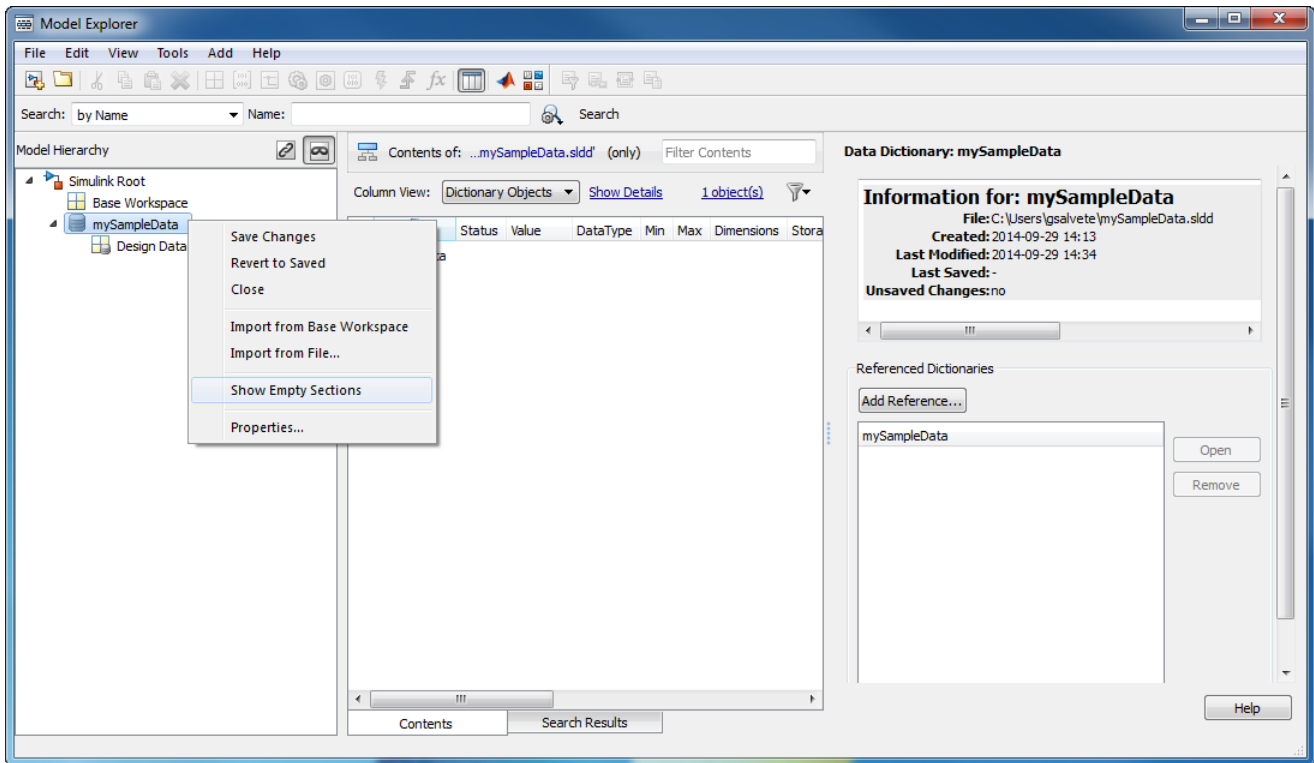 Model Explorer
File Edit View Tools Add Help
fx
Search: by Name Name: Search
Model Hierarchy
Simulink Root
Base Workspace
mySampleData
Design Data
Save Changes
Revert to Saved
Close
Import from Base Workspace
Import from File...
Show Empty Sections
Properties...
Contents of: ...mySampleData.sldd' (only) Filter Contents
Column View: Dictionary Objects Show Details 1 object(s)
Status Value DataType Min Max Dimensions Stora
a
Contents Search Results
Data Dictionary: mySampleData
Information for: mySampleData
File: C:\Users\gsalvete\mySampleData.sldd
Created: 2014-09-29 14:13
Last Modified: 2014-09-29 14:34
Last Saved: -
Unsaved Changes: no
Referenced Dictionaries
Add Reference...
mySampleData
Open
Remove
Help